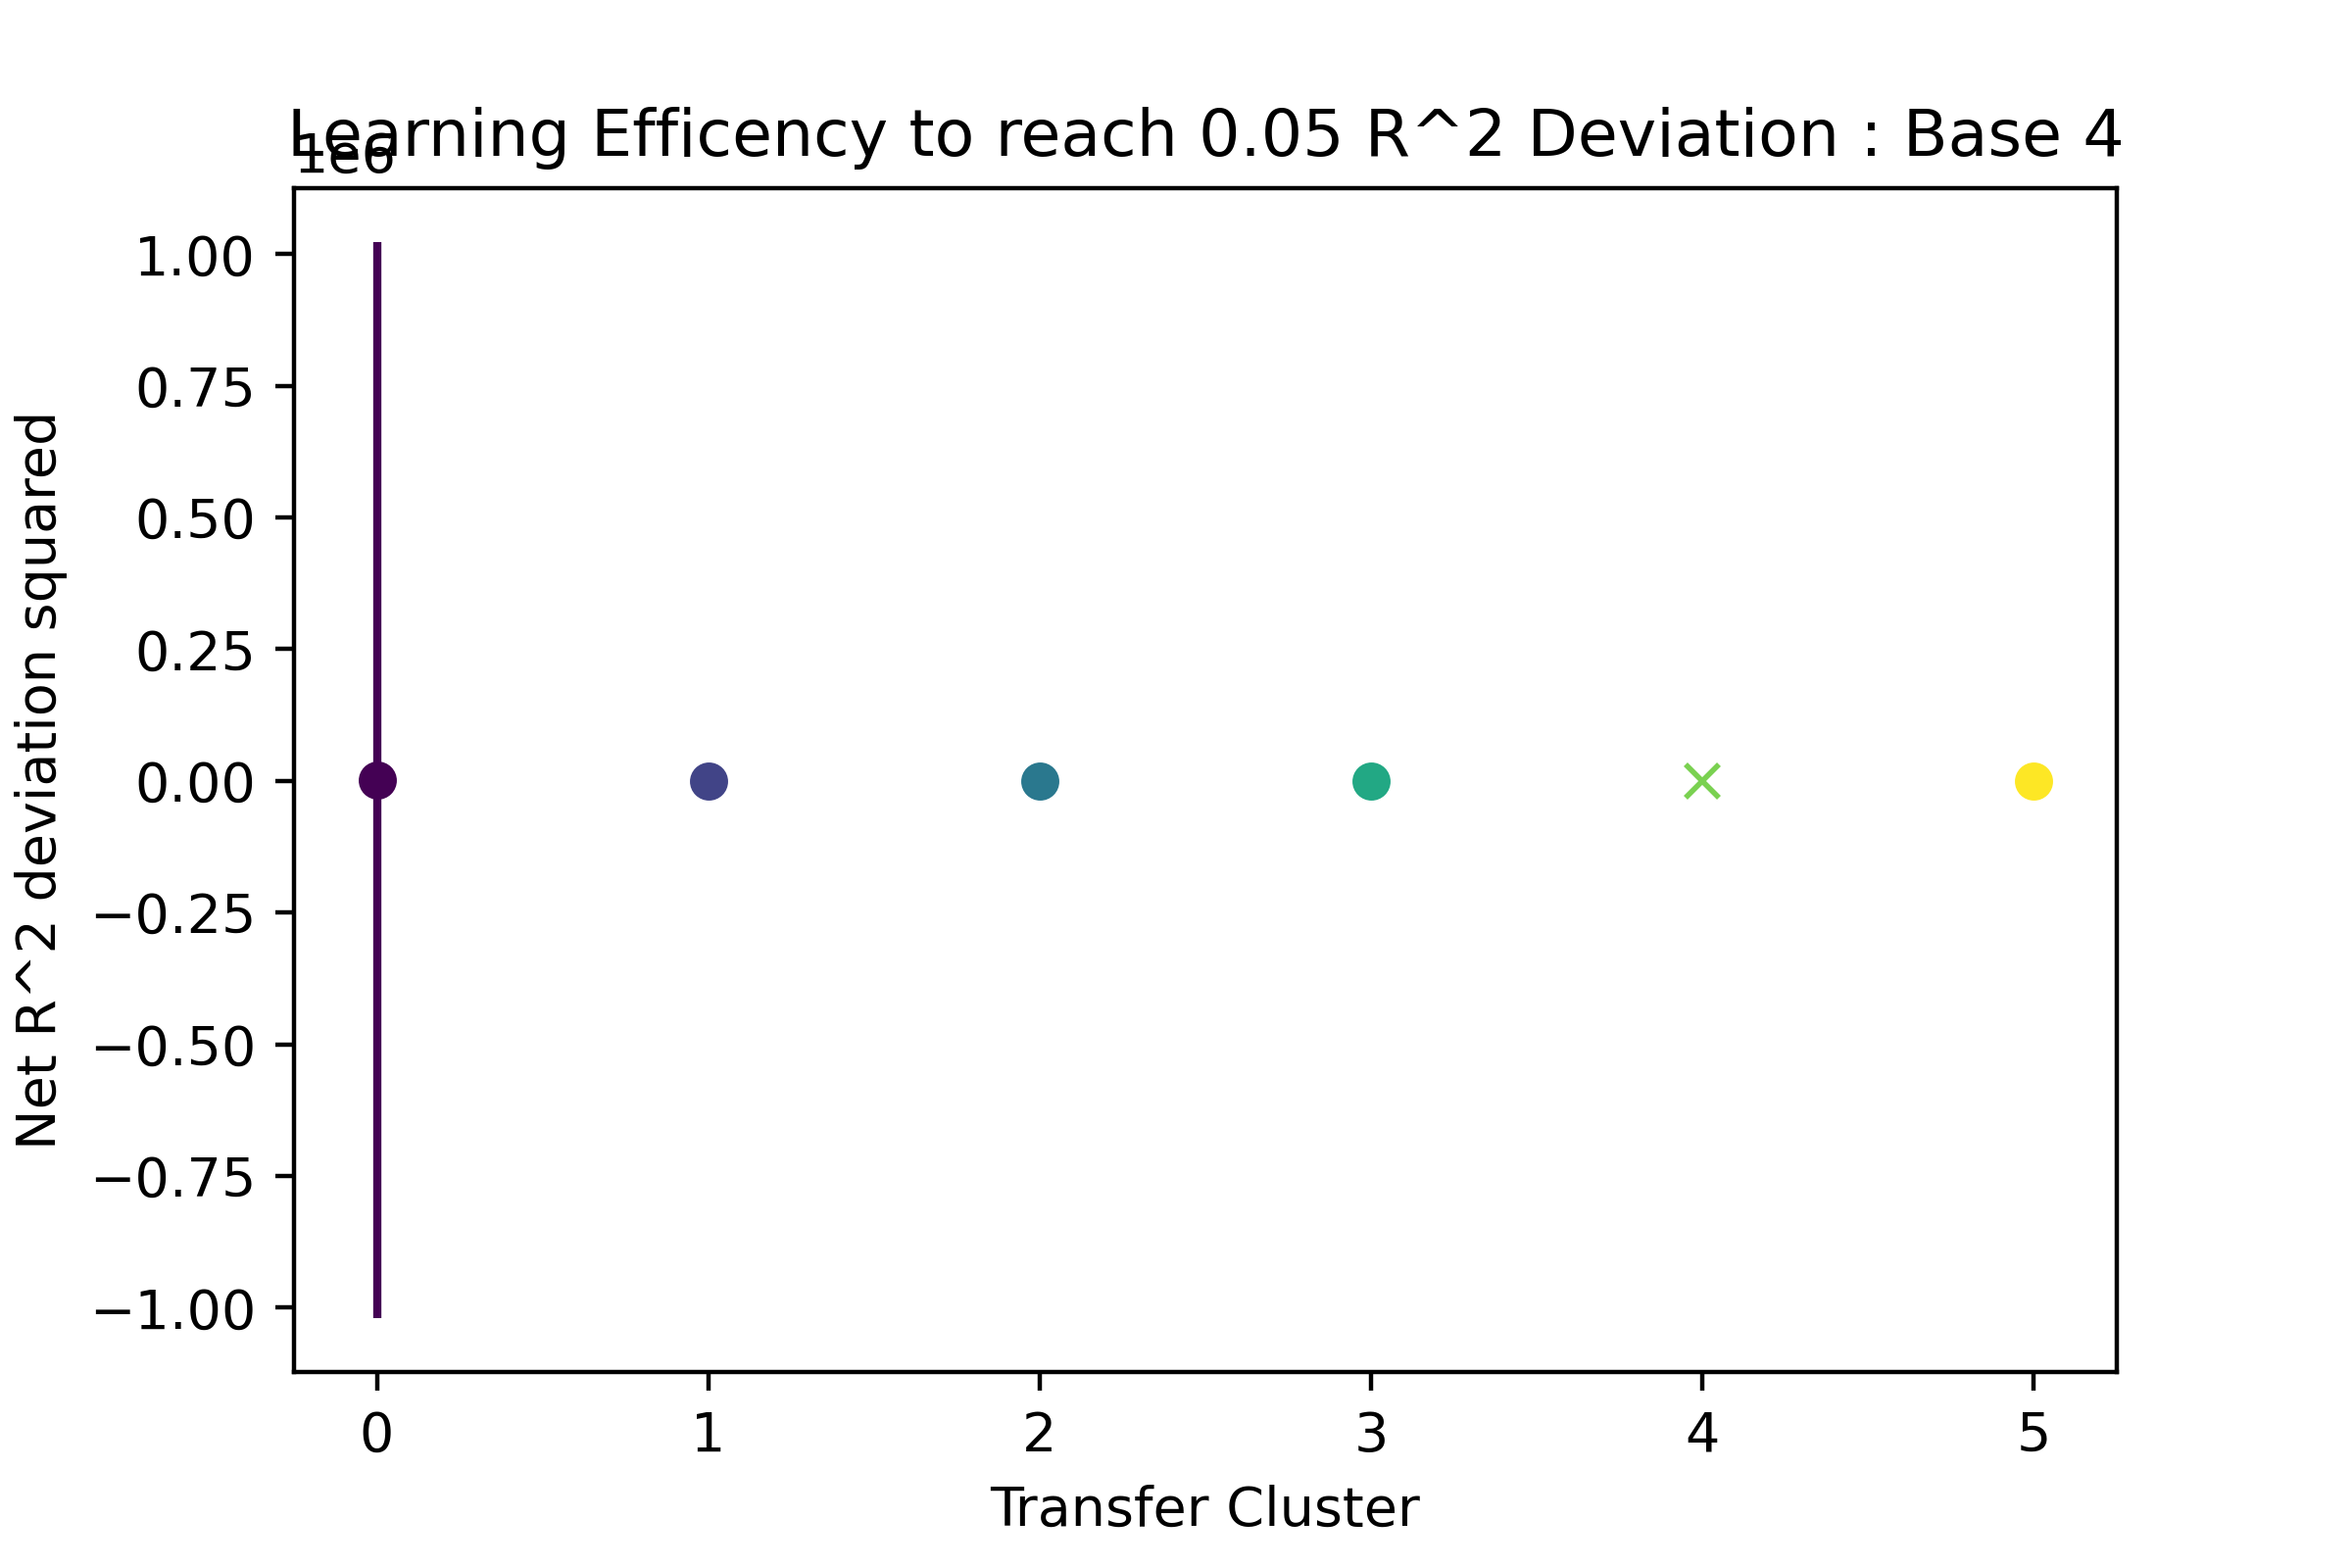 Learning Efficency to reach 0.05 R^2 Deviation : Base 4
1e6
1.00
0.75
0.50
0.25
0.00
−0.25
−0.50
−0.75
−1.00
Net R^2 deviation squared
0 1 2 3 4 5
Transfer Cluster